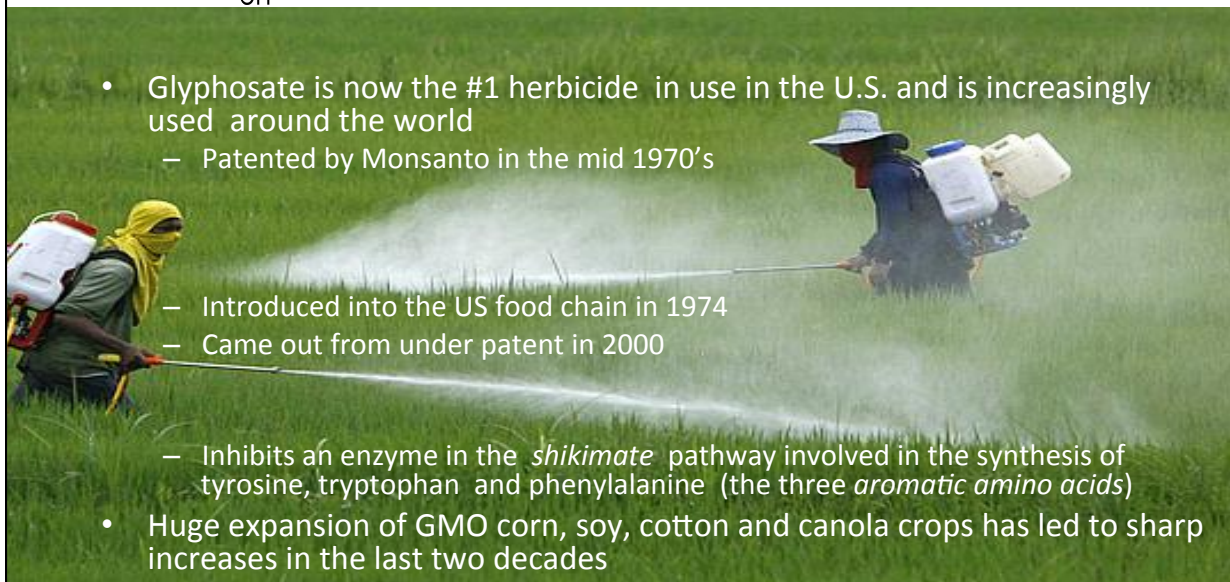 OH
• Glyphosate is now the #1 herbicide in use in the U.S. and is increasingly
used around the world
– Patented by Monsanto in the mid 1970’s
– Introduced into the US food chain in 1974
– Came out from under patent in 2000
– Inhibits an enzyme in the shikimate pathway involved in the synthesis of
tyrosine, tryptophan and phenylalanine (the three aromatic amino acids)
• Huge expansion of GMO corn, soy, cotton and canola crops has led to sharp
increases in the last two decades